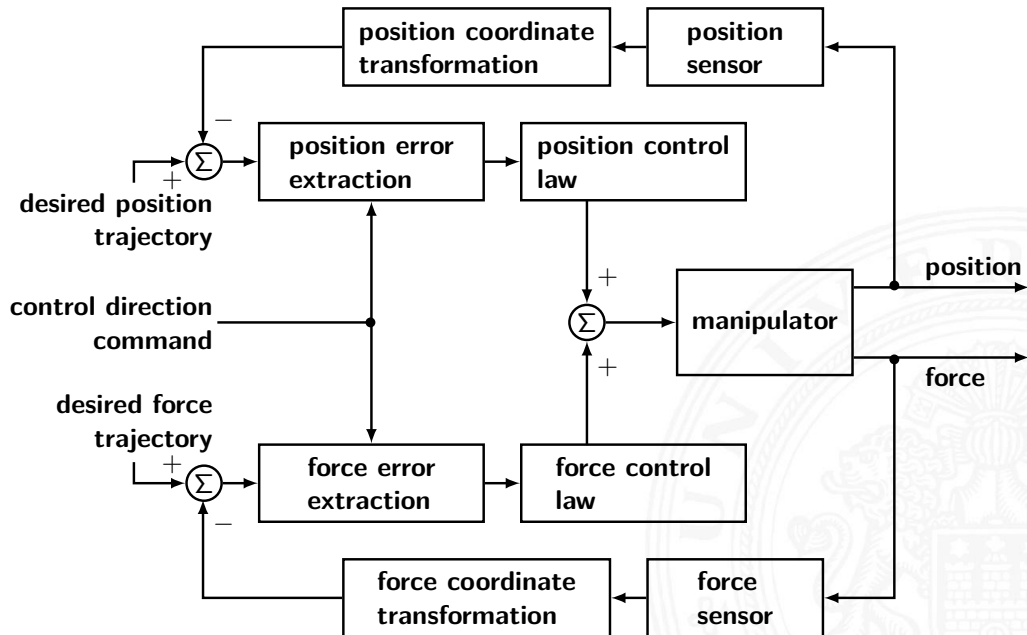 position coordinate
transformation
position
sensor
−
Σ
+
position error
extraction
position control
law
desired position
trajectory
+
position
control direction
command
Σ
manipulator
+
force
desired force
trajectory
+
Σ
−
force error
extraction
force control
law
force coordinate
transformation
force
sensor